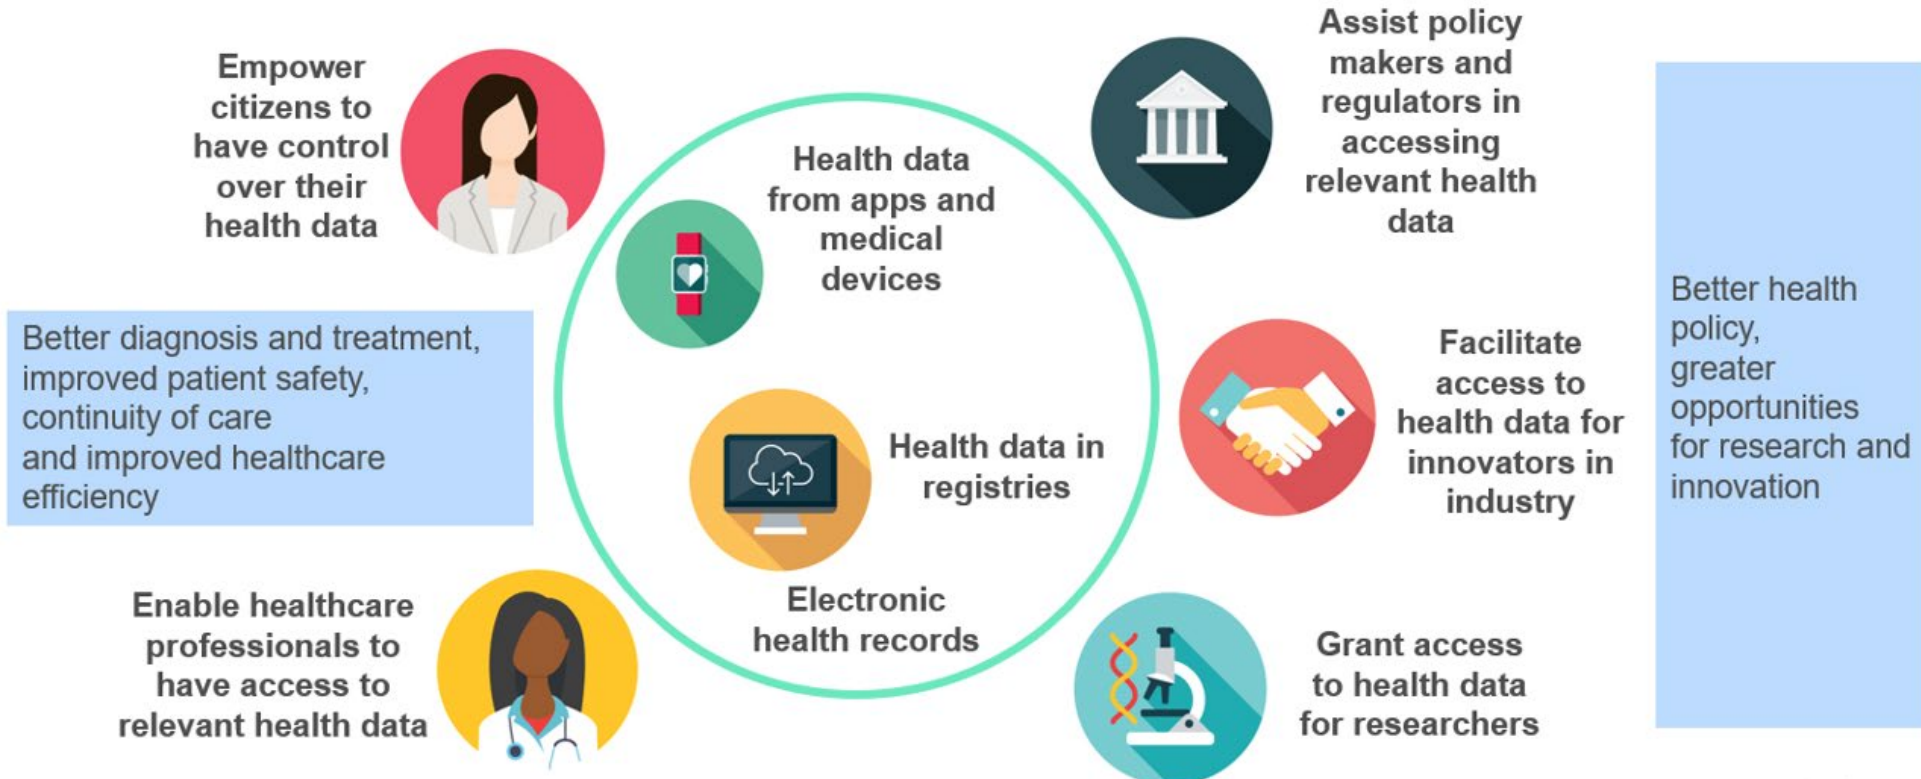 Empower
citizens to
have control
over their
health data
Better diagnosis and treatment,
improved patient safety,
continuity of care
and improved healthcare
efficiency
Enable healthcare
professionals to
have access to
relevant health data
Health data
from apps and
medical
devices
Health data in
registries
Electronic
health records
Assist policy
makers and
regulators in
accessing
relevant health
data
Facilitate
access to
health data for
innovators in
industry
Grant access
to health data
for researchers
Better health
policy,
greater
opportunities
for research and
innovation